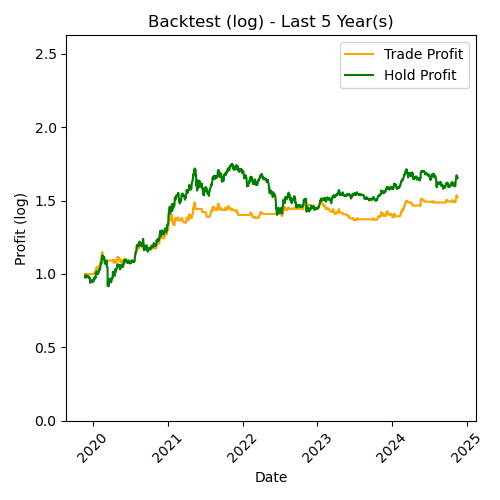 Backtest (log) - Last 5 Year(s)
Trade Profit
Hold Profit
Profit (log)
2.5
2.0
1.5
1.0
0.5
0.0
2020
2021
2022
2023
2024
2025
Date